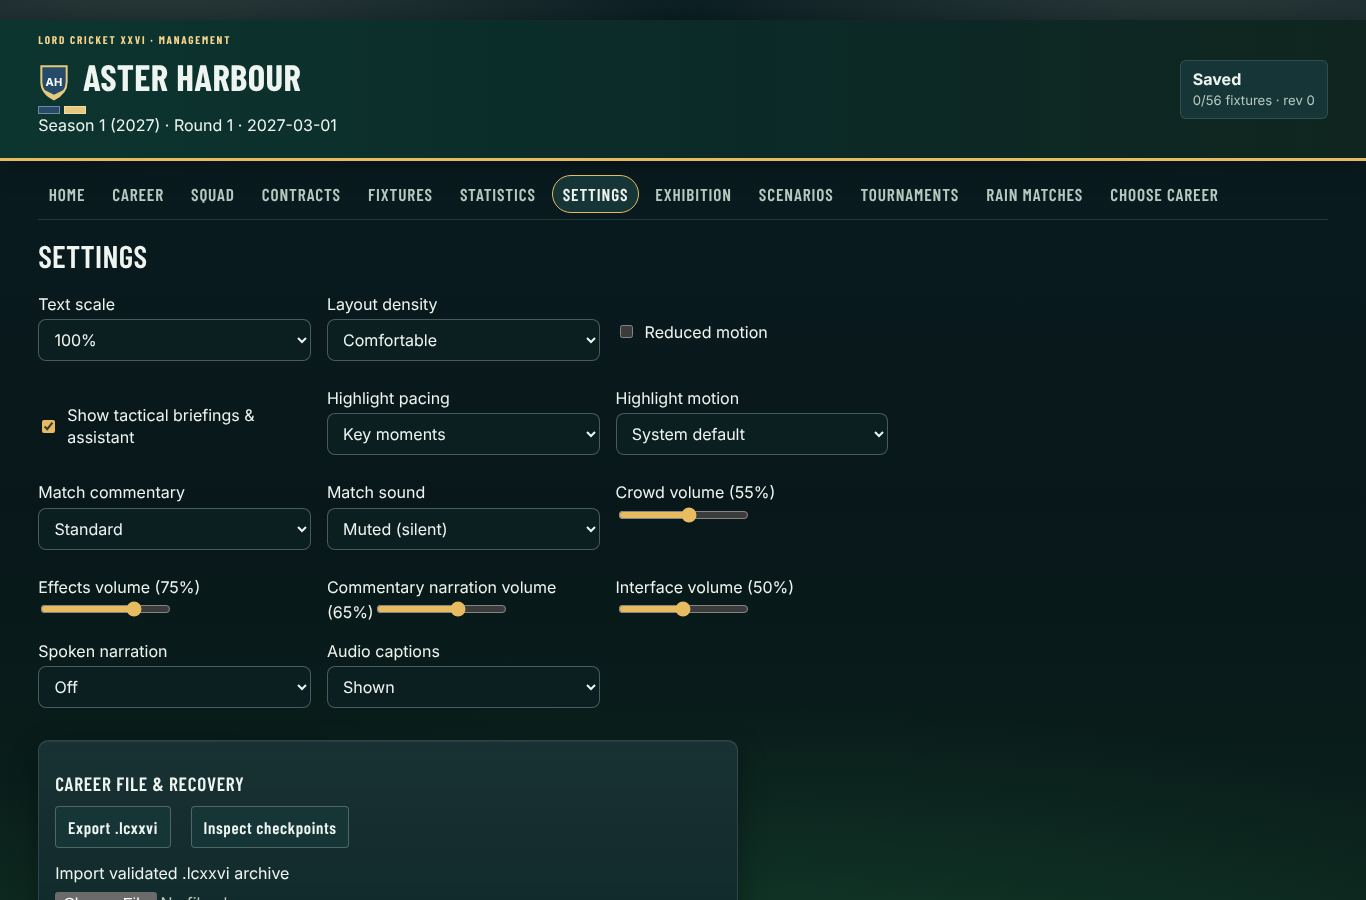 LORD CRICKET XXVI · MANAGEMENT
AH ASTER HARBOUR
Season 1 (2027) · Round 1 · 2027-03-01
Saved
0/56 fixtures · rev 0
HOME CAREER SQUAD CONTRACTS FIXTURES STATISTICS SETTINGS EXHIBITION SCENARIOS TOURNAMENTS RAIN MATCHES CHOOSE CAREER
SETTINGS
Text scale
100%
Layout density
Comfortable
Reduced motion
Show tactical briefings &
assistant
Highlight pacing
Key moments
Highlight motion
System default
Match commentary
Standard
Match sound
Muted (silent)
Crowd volume (55%)
Effects volume (75%)
Commentary narration volume
(65%)
Interface volume (50%)
Spoken narration
Off
Audio captions
Shown
CAREER FILE & RECOVERY
Export .lcxxvi
Inspect checkpoints
Import validated .lcxxvi archive